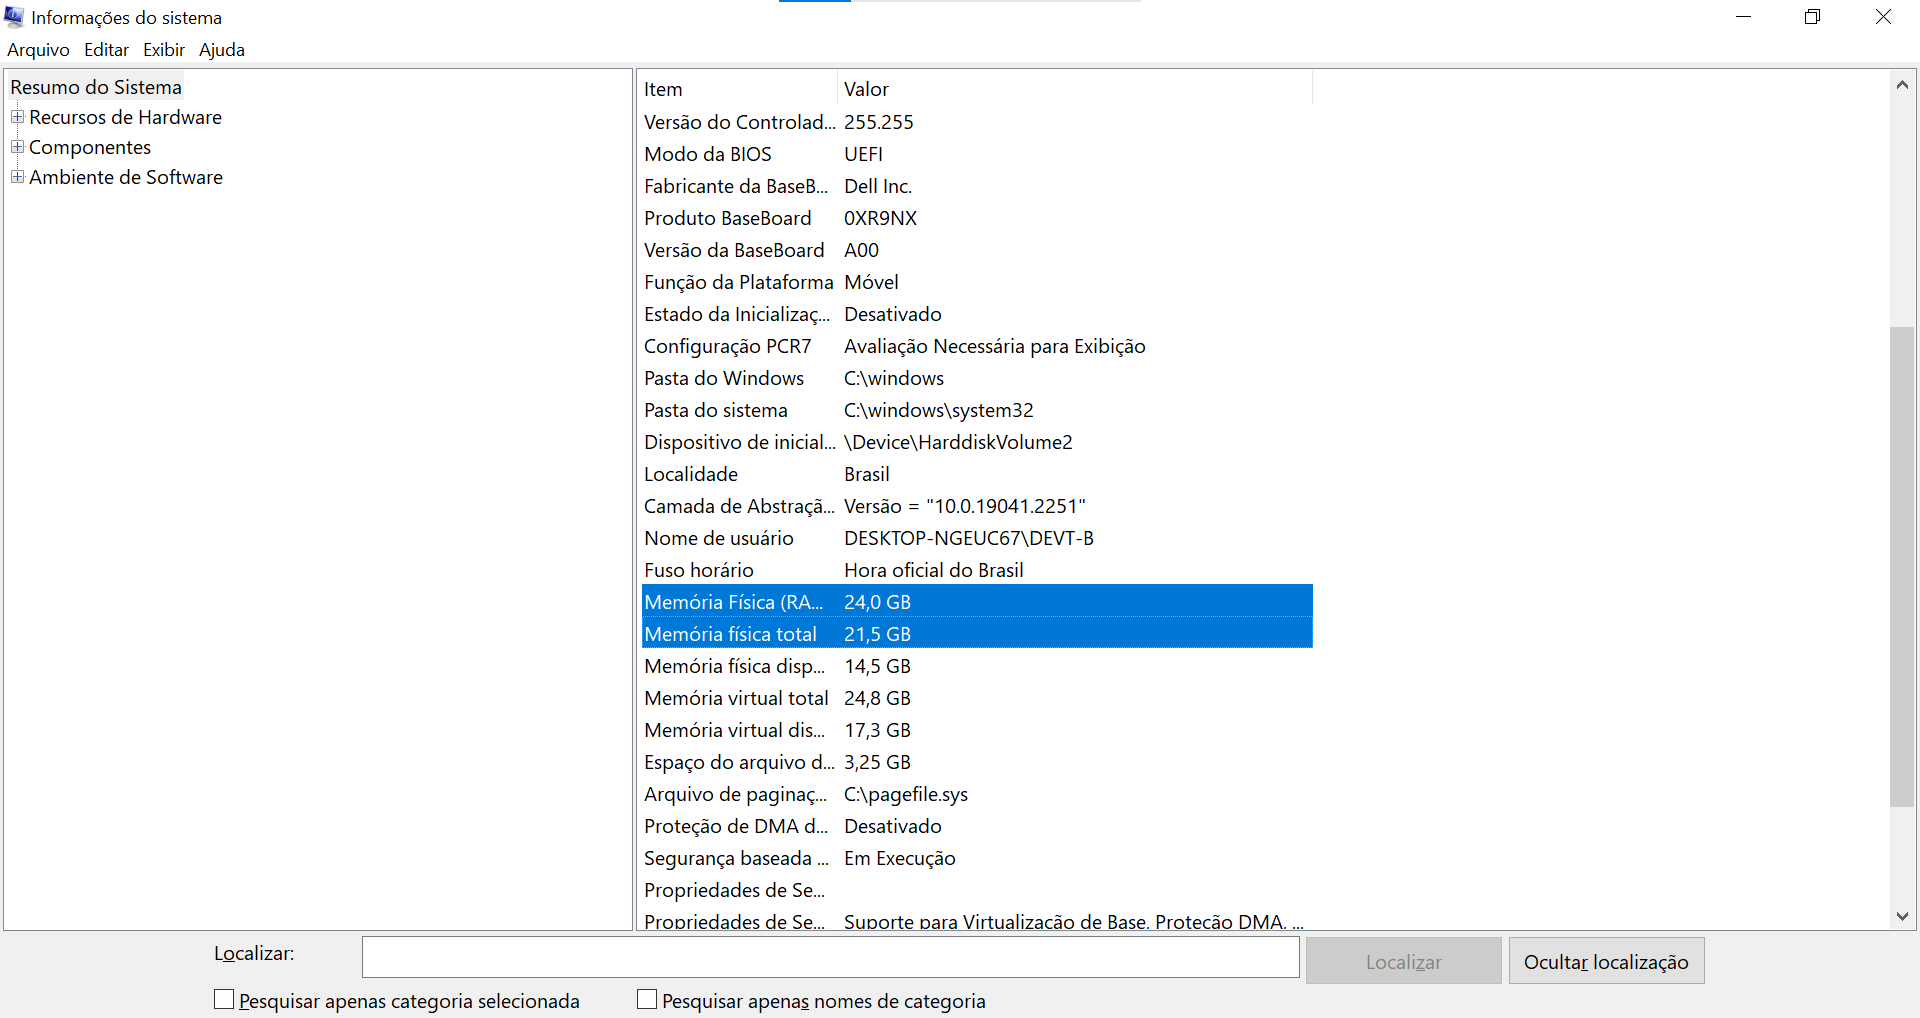 Informações do sistema
Arquivo Editar Exibir Ajuda
Resumo do Sistema
Recursos de Hardware
Componentes
Ambiente de Software
Item Valor
Versão do Controlad... 255.255
Modo da BIOS UEFI
Fabricante da BaseB... Dell Inc.
Produto BaseBoard 0XR9NX
Versão da BaseBoard A00
Função da Plataforma Móvel
Estado da Inicializaç... Desativado
Configuração PCR7 Avaliação Necessária para Exibição
Pasta do Windows C:\windows
Pasta do sistema C:\windows\system32
Dispositivo de inicial... \Device\HarddiskVolume2
Localidade Brasil
Camada de Abstraçã... Versão = "10.0.19041.2251"
Nome de usuário DESKTOP-NGEUC67\DEVT-B
Fuso horário Hora oficial do Brasil
Memória Física (RA... 24,0 GB
Memória física total 21,5 GB
Memória física disp... 14,5 GB
Memória virtual total 24,8 GB
Memória virtual dis... 17,3 GB
Espaço do arquivo d... 3,25 GB
Arquivo de paginaç... C:\pagefile.sys
Proteção de DMA d... Desativado
Segurança baseada ... Em Execução
Propriedades de Se...
Propriedades de Se... Suporte para Virtualização de Base, Proteção DMA, ...
Localizar:
Localizar
Ocultar localização
Pesquisar apenas categoria selecionada
Pesquisar apenas nomes de categoria